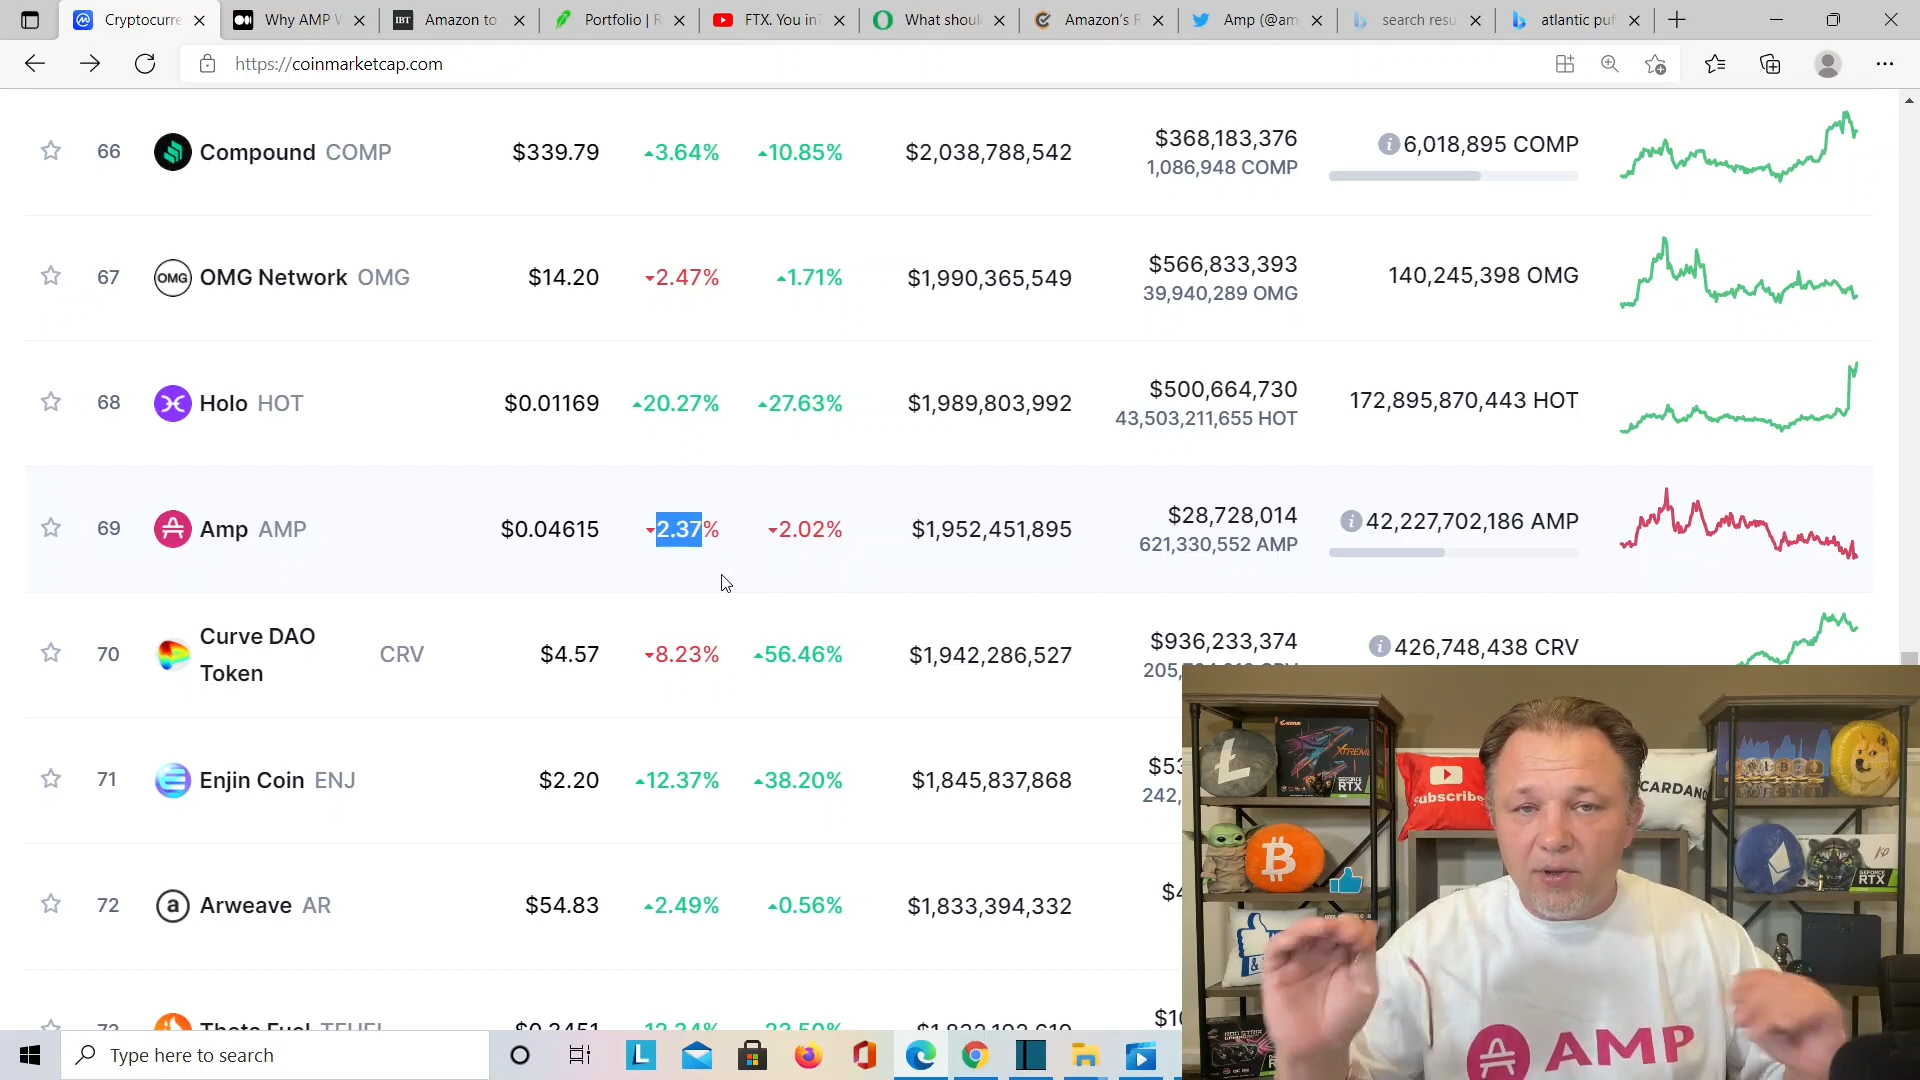 Cryptocurre
Why AMP W
IBT
Amazon to
Portfolio | R
FTX. You in?
What shoul
Amazon's R
Amp (@am
search resu
atlantic puf
https://coinmarketcap.com
66 Compound COMP $339.79 3.64% 10.85% $2,038,788,542 $368,183,376 6,018,895 COMP
1,086,948 COMP
67 OMG OMG Network OMG $14.20 2.47% 1.71% $1,990,365,549 $566,833,393 140,245,398 OMG
39,940,289 OMG
68 Holo HOT $0.01169 20.27% 27.63% $1,989,803,992 $500,664,730 172,895,870,443 HOT
43,503,211,655 HOT
69 Amp AMP $0.04615 2.37% 2.02% $1,952,451,895 $28,728,014 42,227,702,186 AMP
621,330,552 AMP
70 Curve DAO Token CRV $4.57 8.23% 56.46% $1,942,286,527 $936,233,374 426,748,438 CRV
71 Enjin Coin ENJ $2.20 12.37% 38.20% $1,845,837,868
72 a Arweave AR $54.83 2.49% 0.56% $1,833,394,332
XTREME
GEFORCE
RTX
Subscribe
CARDANO
WOW
GEFORCE
RTX
AMP
Type here to search